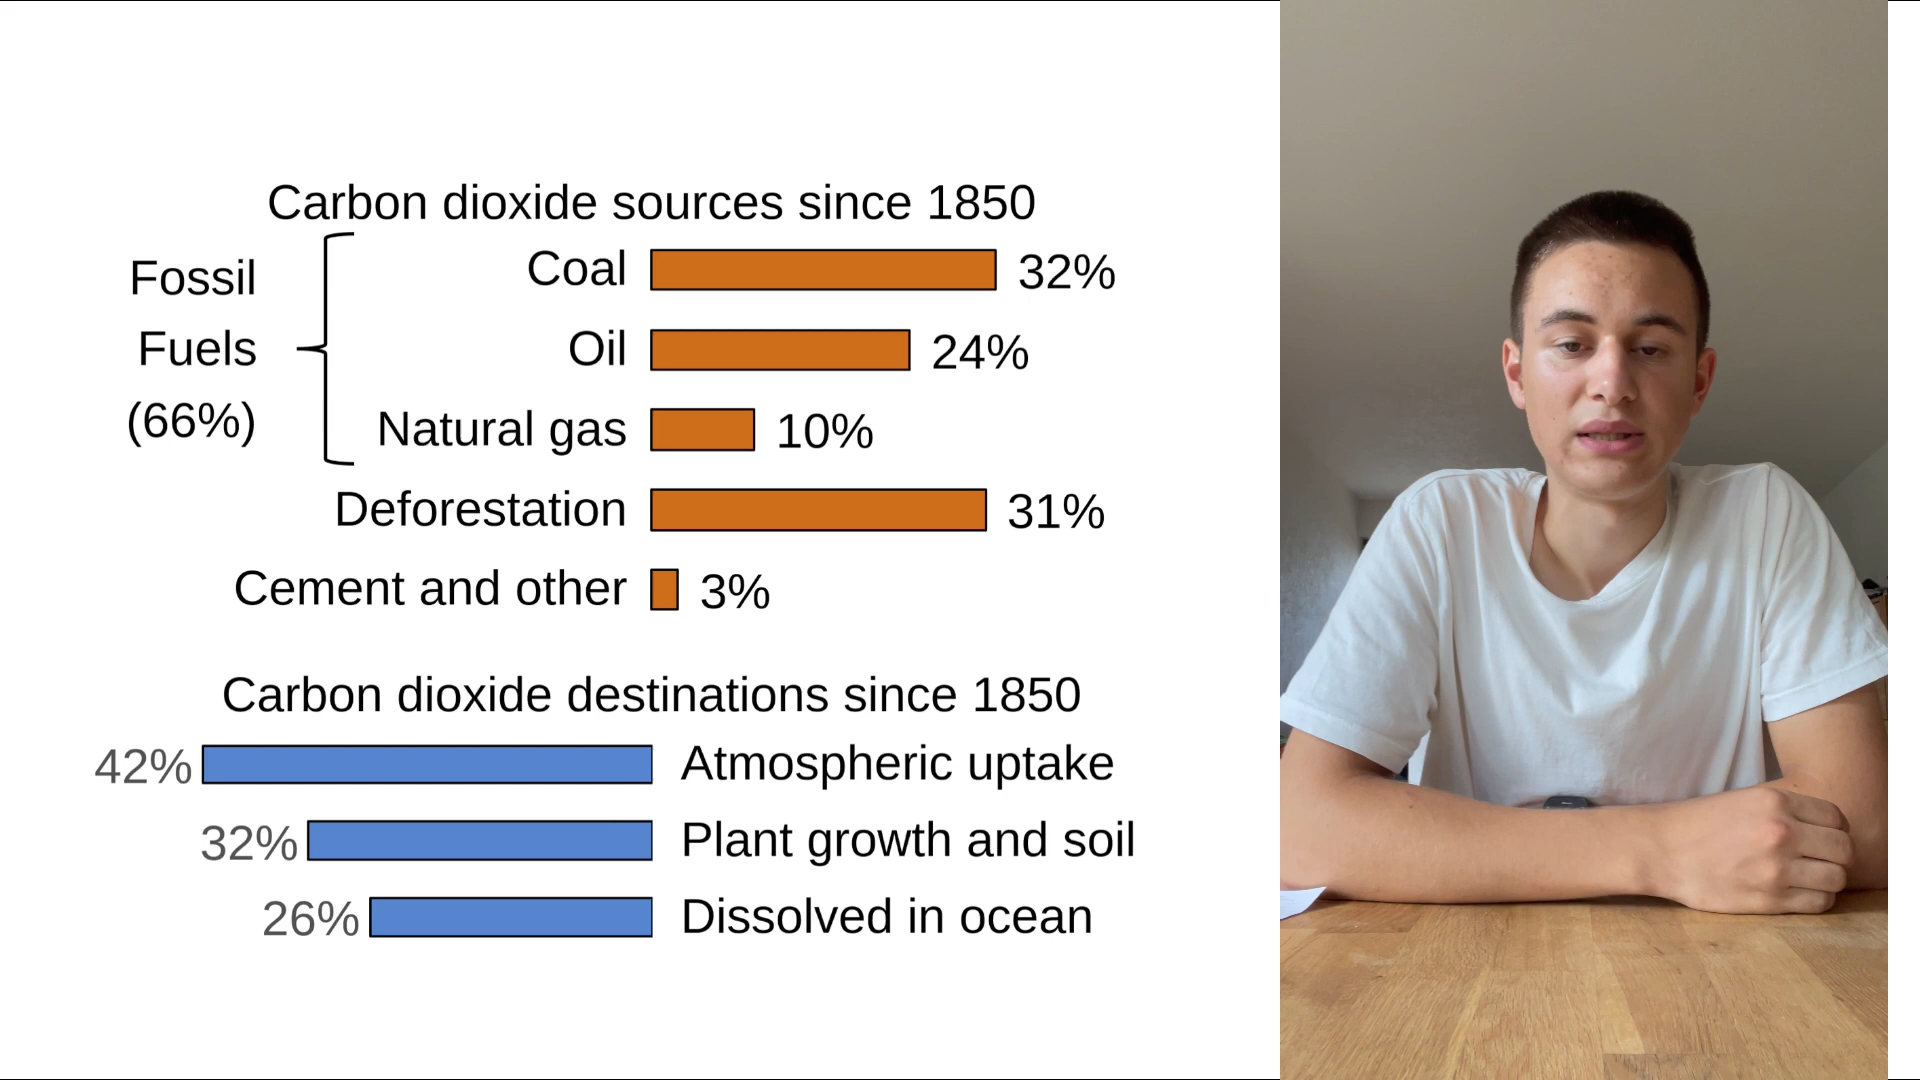 Carbon dioxide sources since 1850
Fossil
Fuels
(66%)
Coal 32%
Oil 24%
Natural gas 10%
Deforestation 31%
Cement and other 3%
Carbon dioxide destinations since 1850
42% Atmospheric uptake
32% Plant growth and soil
26% Dissolved in ocean